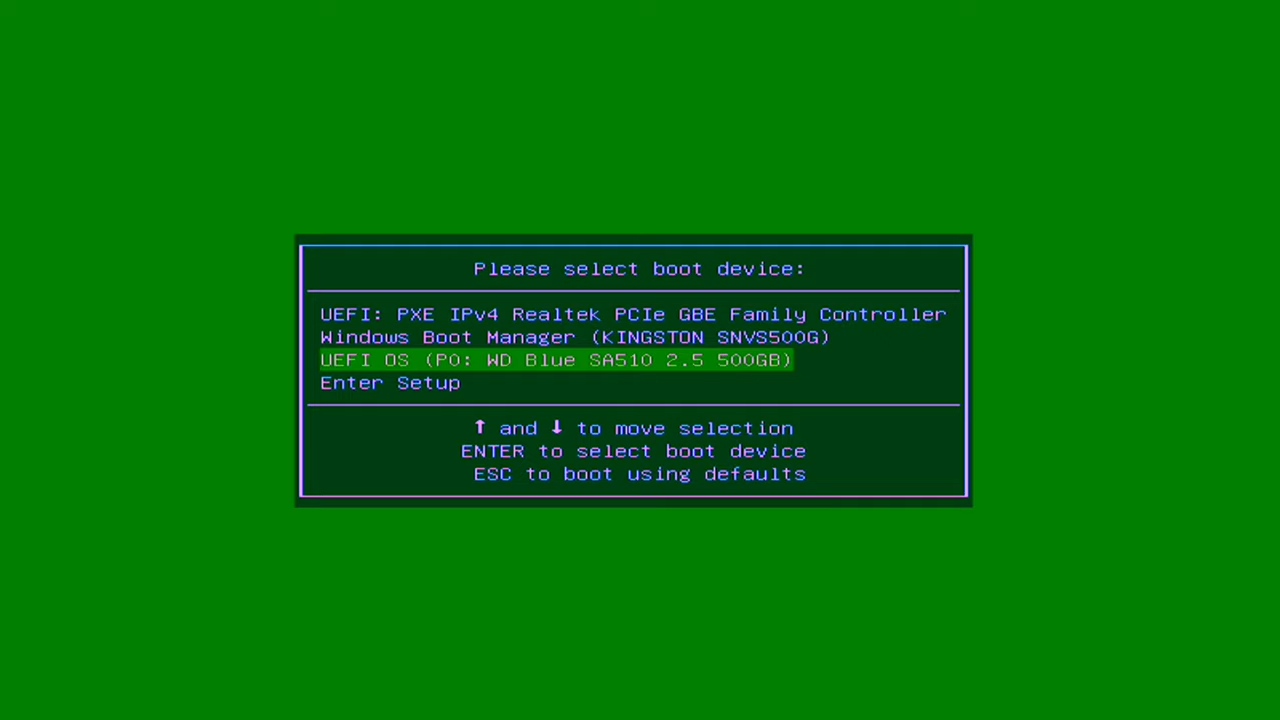 Please select boot device:
UEFI: PXE IPv4 Realtek PCIe GBE Family Controller
Windows Boot Manager (KINGSTON SNVS500G)
UEFI OS (P0: WD Blue SA510 2.5 500GB)
Enter Setup
↑ and ↓ to move selection
ENTER to select boot device
ESC to boot using defaults